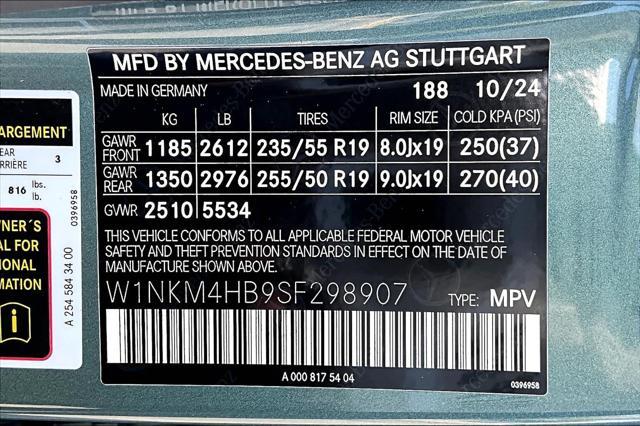 MFD BY MERCEDES-BENZ AG STUTTGART
MADE IN GERMANY 188 10/24
KG LB TIRES RIM SIZE COLD KPA(PSI)
GAWR FRONT 1185 2612 235/55 R19 8.0Jx19 250(37)
GAWR REAR 1350 2976 255/50 R19 9.0Jx19 270(40)
GVWR 2510 5534
THIS VEHICLE CONFORMS TO ALL APPLICABLE FEDERAL MOTOR VEHICLE
SAFETY AND THEFT PREVENTION STANDARDS IN EFFECT ON THE DATE
OF MANUFACTURE SHOWN ABOVE.
W1NKM4HB9SF298907 TYPE: MPV
A 000 817 54 04
0396958
ARGEMENT
EAR
RRIÈRE 3
816 lbs.
lb.
0396958
WNER´S
AL FOR
IONAL
MATION
i
A 254 584 34 00